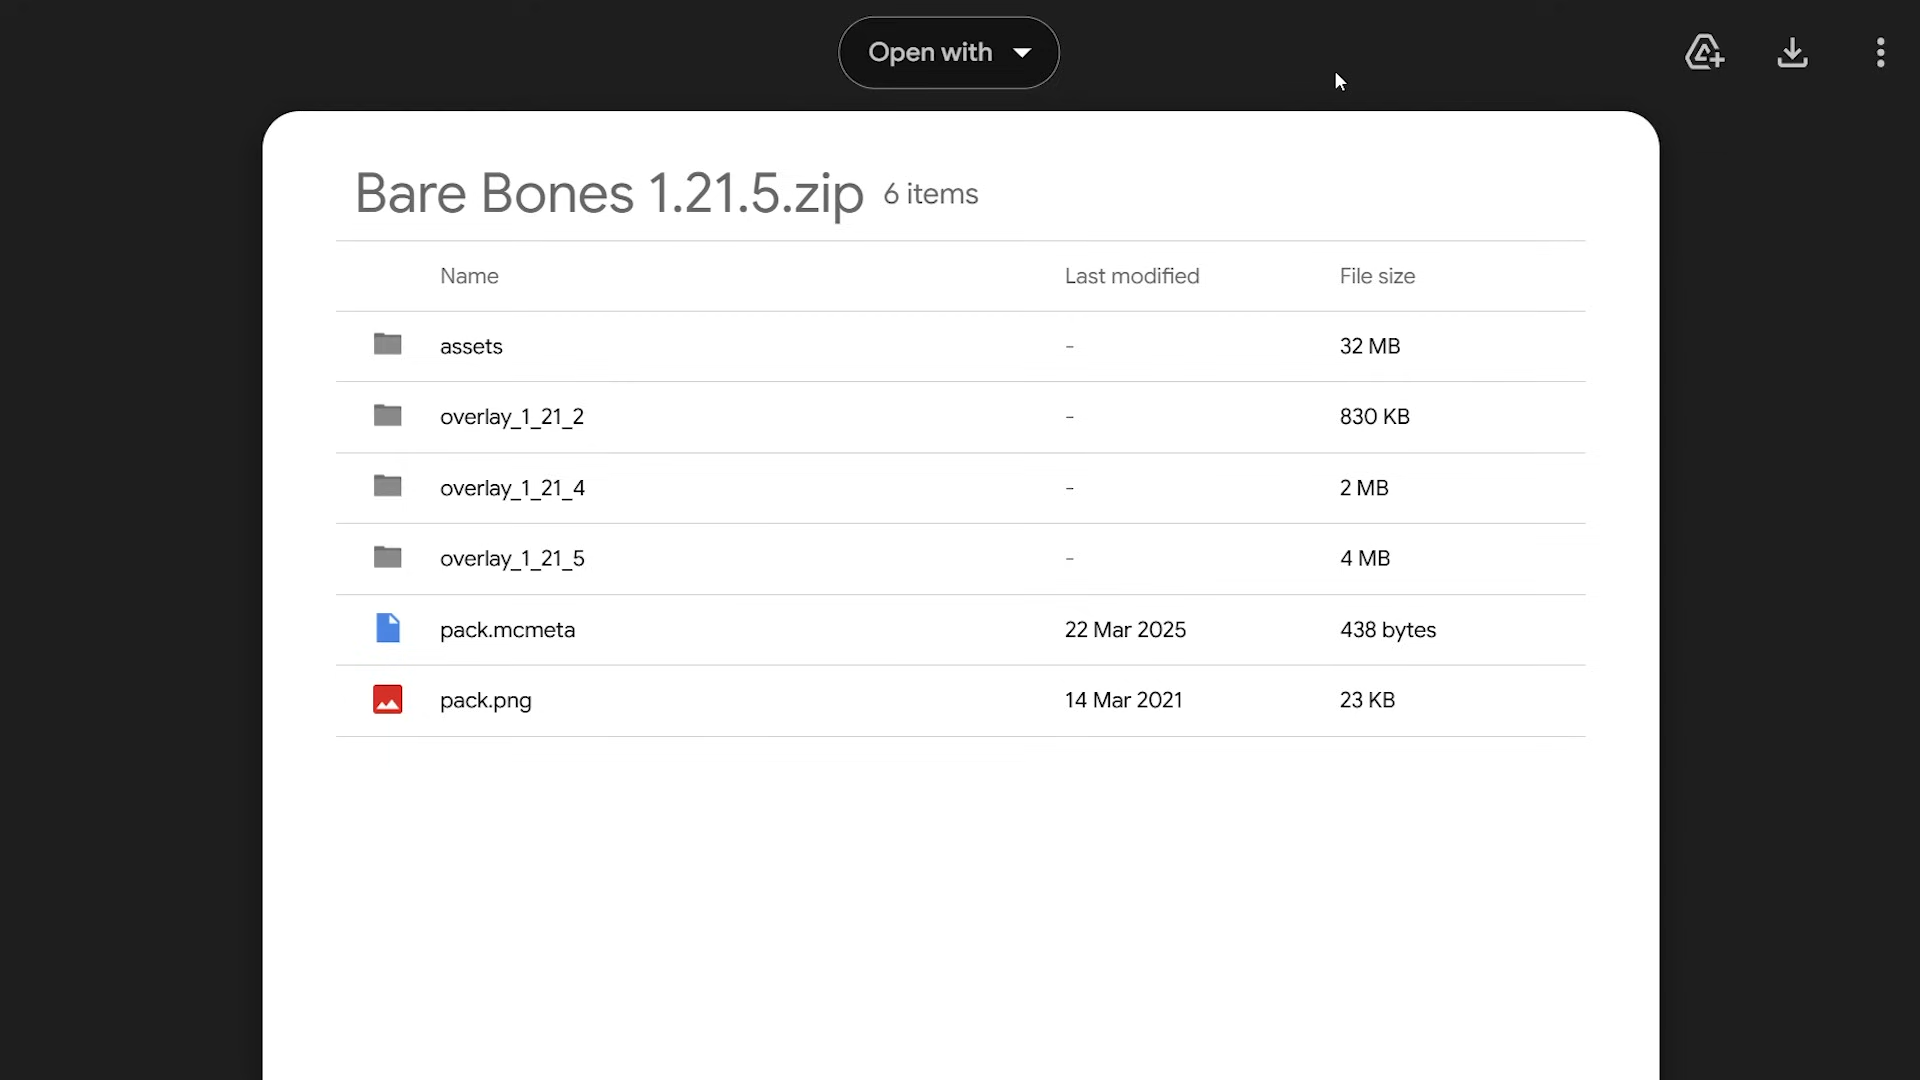 Open with
Bare Bones 1.21.5.zip 6 items
Name Last modified File size
assets - 32 MB
overlay_1_21_2 - 830 KB
overlay_1_21_4 - 2 MB
overlay_1_21_5 - 4 MB
pack.mcmeta 22 Mar 2025 438 bytes
pack.png 14 Mar 2021 23 KB